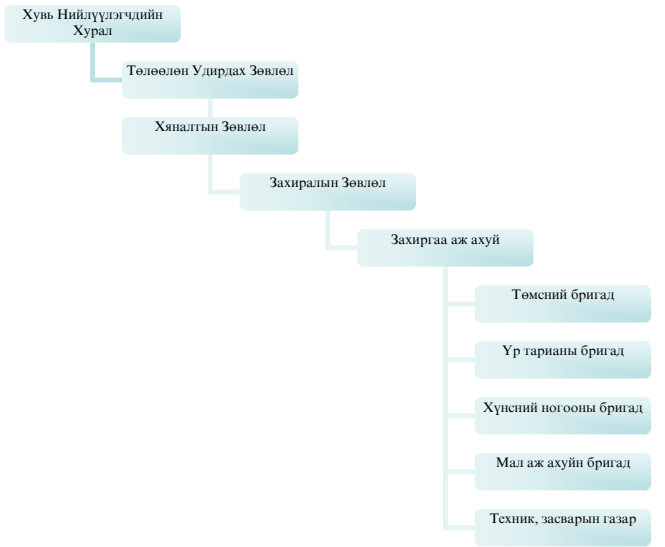 Хувь Нийлүүлэгчдийн
Хурал
Төлөөлөн Удирдах Зөвлөл
Хяналтын Зөвлөл
Захиралын Зөвлөл
Захиргаа аж ахуй
Төмсний бригад
Үр тарианы бригад
Хүнсний ногооны бригад
Мал аж ахуйн бригад
Техник, засварын газар